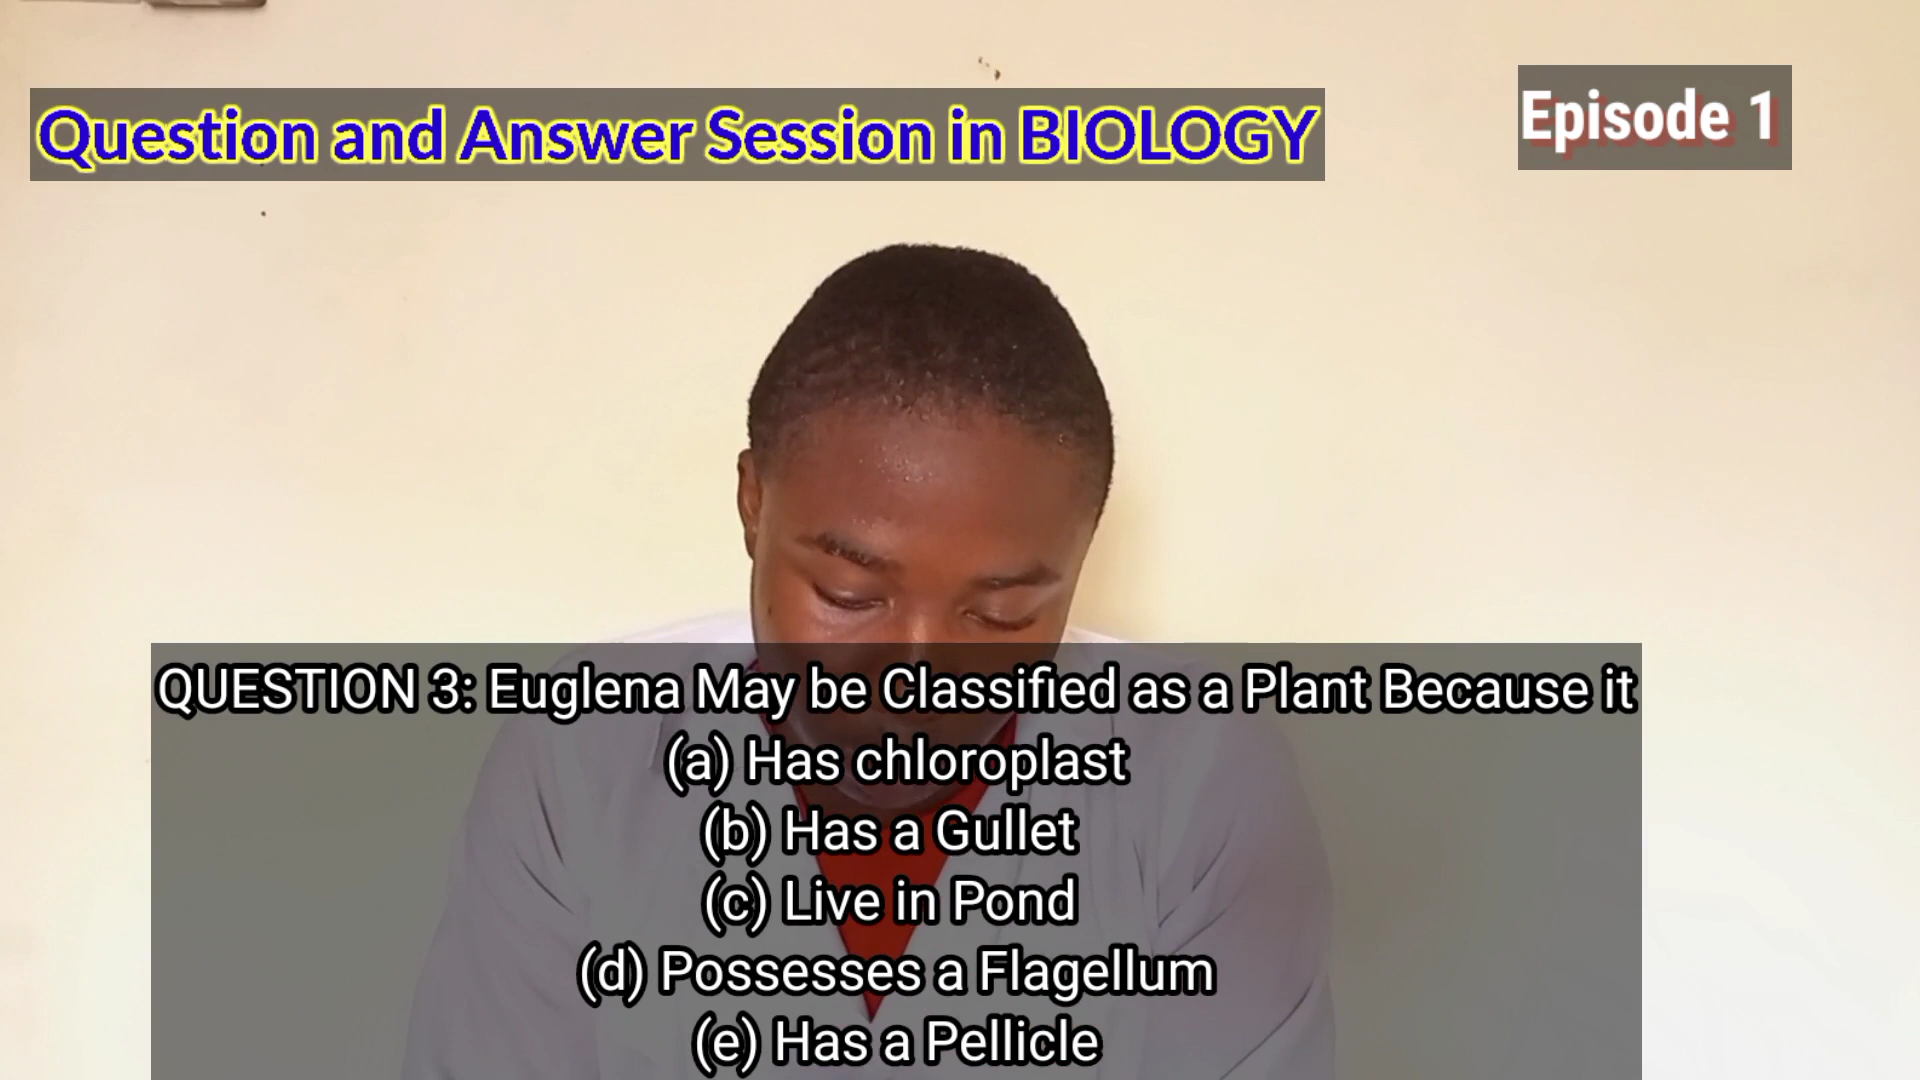 Question and Answer Session in BIOLOGY
Episode 1
QUESTION 3: Euglena May be Classified as a Plant Because it
(a) Has chloroplast
(b) Has a Gullet
(c) Live in Pond
(d) Possesses a Flagellum
(e) Has a Pellicle